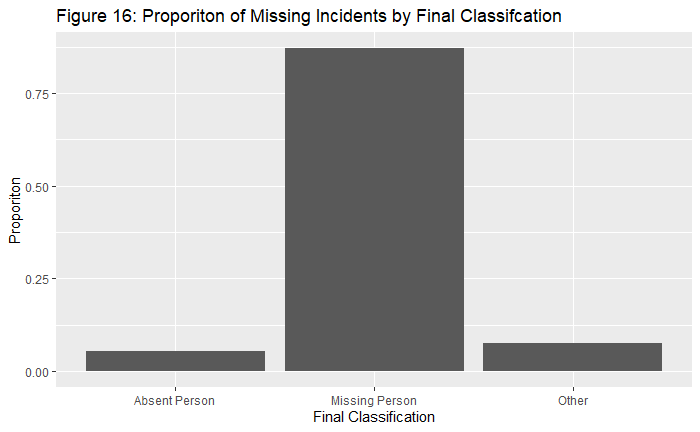 Figure 16: Proporiton of Missing Incidents by Final Classifcation
Proporiton
0.75
0.50
0.25
0.00
Absent Person
Missing Person
Other
Final Classification